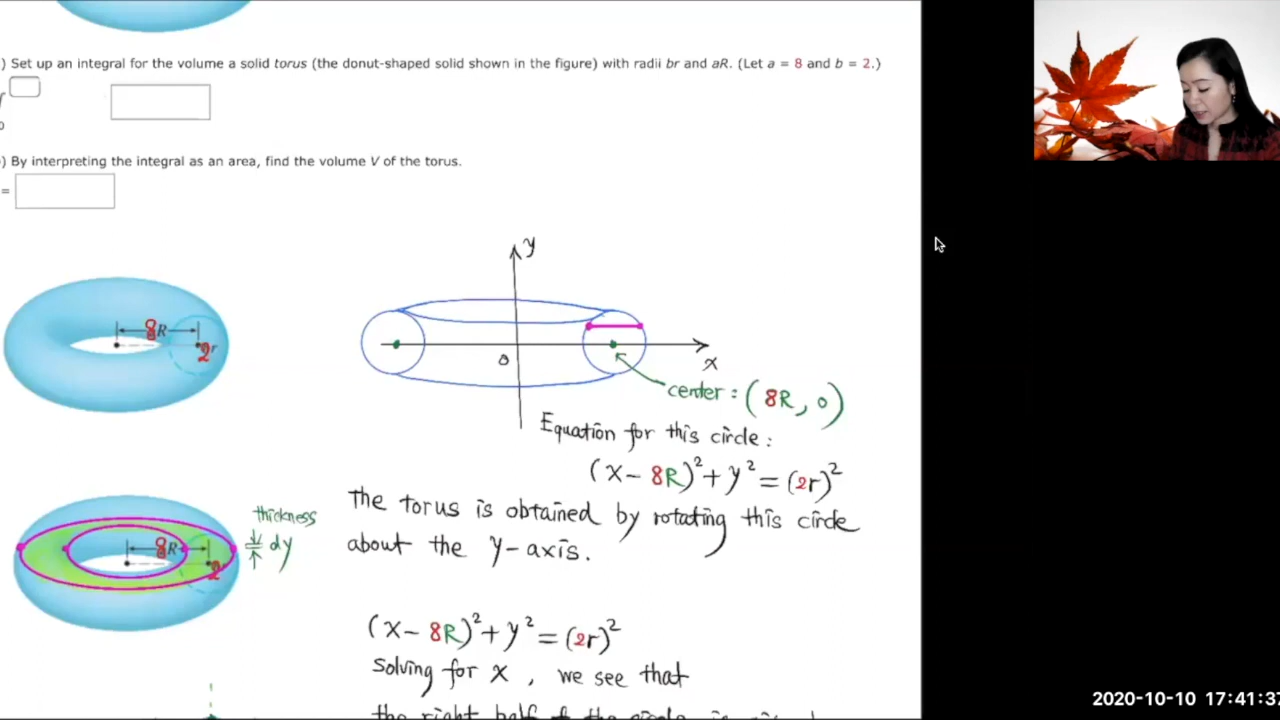 ) Set up an integral for the volume a solid torus (the donut-shaped solid shown in the figure) with radii br and aR. (Let a = 8 and b = 2.)
0
) By interpreting the integral as an area, find the volume V of the torus.
=
y
8R
2r
0
x
center: (8R, 0)
Equation for this circle:
(x - 8R)² + y² = (2r)²
the torus is obtained by rotating this circle
about the y-axis.
thickness
dy
8R
2r
(x - 8R)² + y² = (2r)²
Solving for x, we see that
2020-10-10 17:41:37